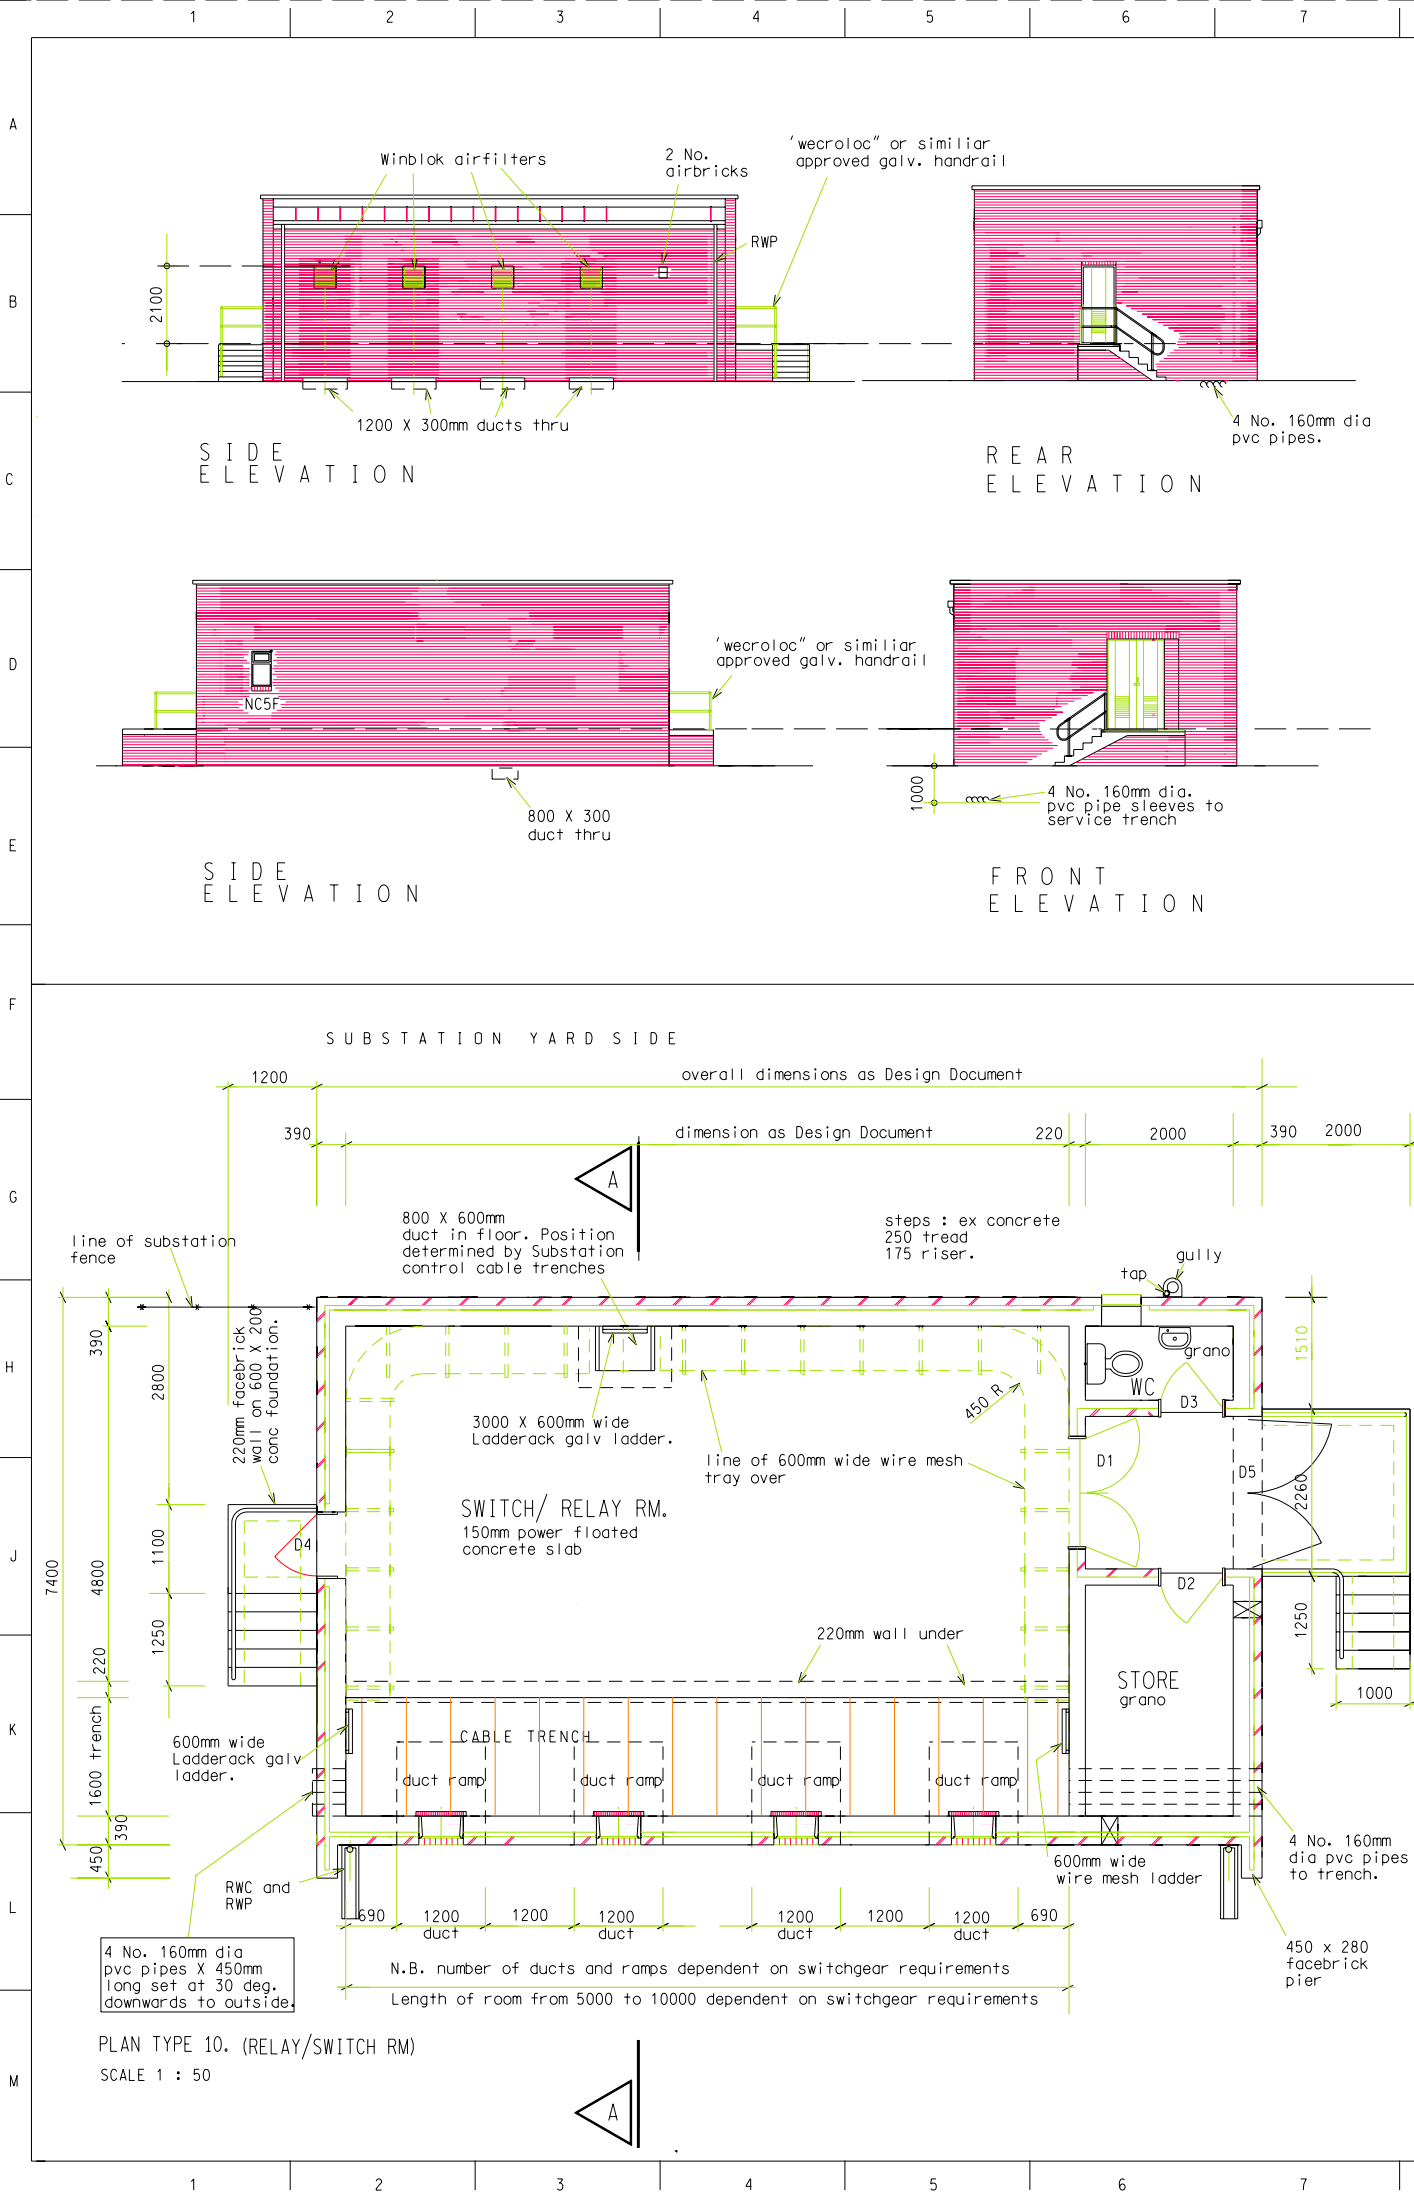 1 2 3 4 5 6 7
A
B
C
D
E
F
G
H
J
K
L
M
Winblok airfilters
2 No.
airbricks
'wecroloc" or similiar
approved galv. handrail
RWP
2100
1200 X 300mm ducts thru
4 No. 160mm dia
pvc pipes.
SIDE
ELEVATION
REAR
ELEVATION
NC5F
'wecroloc" or similiar
approved galv. handrail
800 X 300
duct thru
1000
4 No. 160mm dia.
pvc pipe sleeves to
service trench
SIDE
ELEVATION
FRONT
ELEVATION
SUBSTATION YARD SIDE
1200
overall dimensions as Design Document
390
dimension as Design Document
220
2000
390
2000
A
800 X 600mm
duct in floor. Position
determined by Substation
control cable trenches
steps : ex concrete
250 tread
175 riser.
line of substation
fence
gully
tap
220mm facebrick
wall on 600 X 200
conc foundation.
390
2800
1510
grano
WC
D3
450 R
3000 X 600mm wide
Ladderack galv ladder.
line of 600mm wide wire mesh
tray over
D1
D5
2260
SWITCH/ RELAY RM.
150mm power floated
concrete slab
D4
D2
7400
4800
1100
1250
220
1250
220mm wall under
STORE
grano
1000
CABLE TRENCH
600mm wide
Ladderack galv
ladder.
1600 trench
duct ramp
duct ramp
duct ramp
duct ramp
390
450
4 No. 160mm
dia pvc pipes
to trench.
600mm wide
wire mesh ladder
RWC and
RWP
690
1200
duct
1200
1200
duct
1200
duct
1200
1200
duct
690
4 No. 160mm dia
pvc pipes X 450mm
long set at 30 deg.
downwards to outside.
450 x 280
facebrick
pier
N.B. number of ducts and ramps dependent on switchgear requirements
Length of room from 5000 to 10000 dependent on switchgear requirements
PLAN TYPE 10. (RELAY/SWITCH RM)
SCALE 1 : 50
A
1 2 3 4 5 6 7